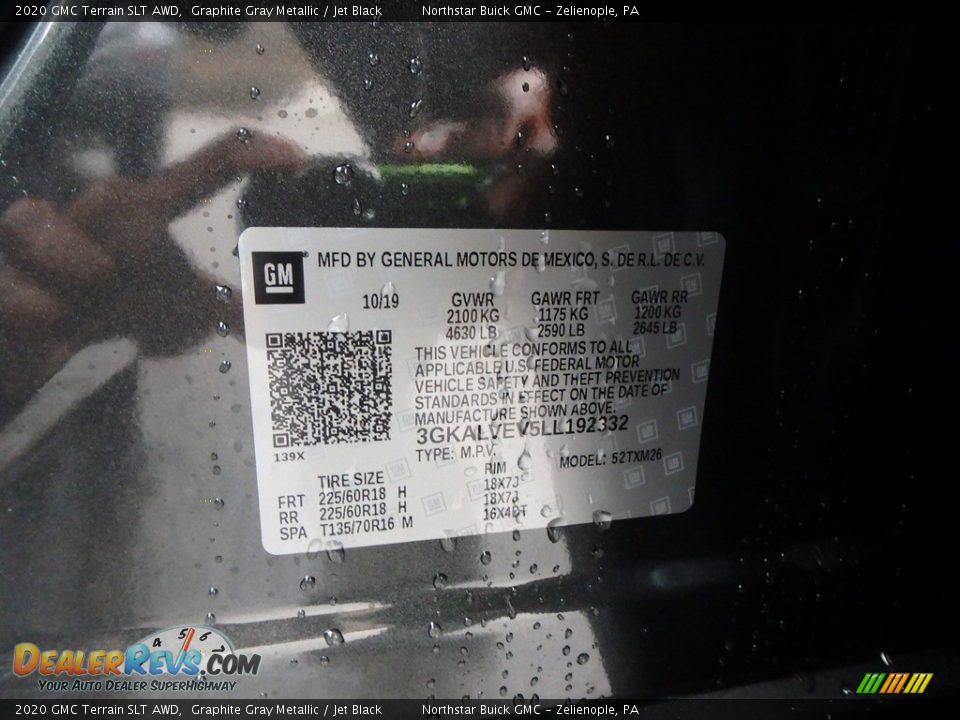 2020 GMC Terrain SLT AWD, Graphite Gray Metallic / Jet Black Northstar Buick GMC - Zelienople, PA
GM MFD BY GENERAL MOTORS DE MEXICO, S. DE R.L. DE C.V.
10/19 GVWR GAWR FRT GAWR RR
2100 KG 1175 KG 1200 KG
4630 LB 2590 LB 2645 LB
THIS VEHICLE CONFORMS TO ALL
APPLICABLE U.S. FEDERAL MOTOR
VEHICLE SAFETY AND THEFT PREVENTION
STANDARDS IN EFFECT ON THE DATE OF
MANUFACTURE SHOWN ABOVE.
3GKALVEV5LL192332
139X
TYPE: M.P.V. MODEL: 52TXM26
TIRE SIZE RIM
FRT 225/60R18 H 18X7J
RR 225/60R18 H 18X7J
SPA T135/70R16 M 16X4BT
4 5 6
DEALERREVS.COM
YOUR AUTO DEALER SUPERHIGHWAY
2020 GMC Terrain SLT AWD, Graphite Gray Metallic / Jet Black Northstar Buick GMC - Zelienople, PA